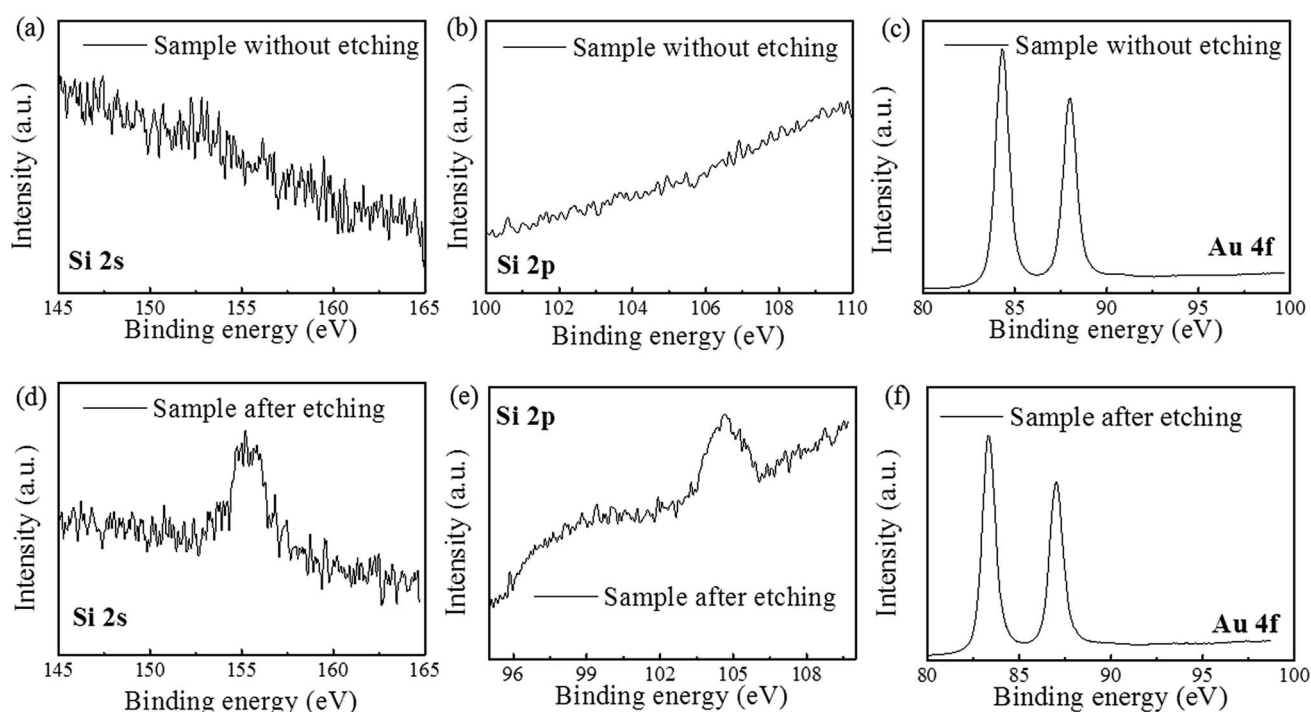 (a)
Sample without etching
Intensity (a.u.)
Si 2s
145 150 155 160 165
Binding energy (eV)
(b)
Sample without etching
Intensity (a.u.)
Si 2p
100 102 104 106 108 110
Binding energy (eV)
(c)
Sample without etching
Intensity (a.u.)
Au 4f
80 85 90 95 100
Binding energy (eV)
(d)
Sample after etching
Intensity (a.u.)
Si 2s
145 150 155 160 165
Binding energy (eV)
(e)
Si 2p
Intensity (a.u.)
Sample after etching
96 99 102 105 108
Binding energy (eV)
(f)
Sample after etching
Intensity (a.u.)
Au 4f
80 85 90 95 100
Binding energy (eV)